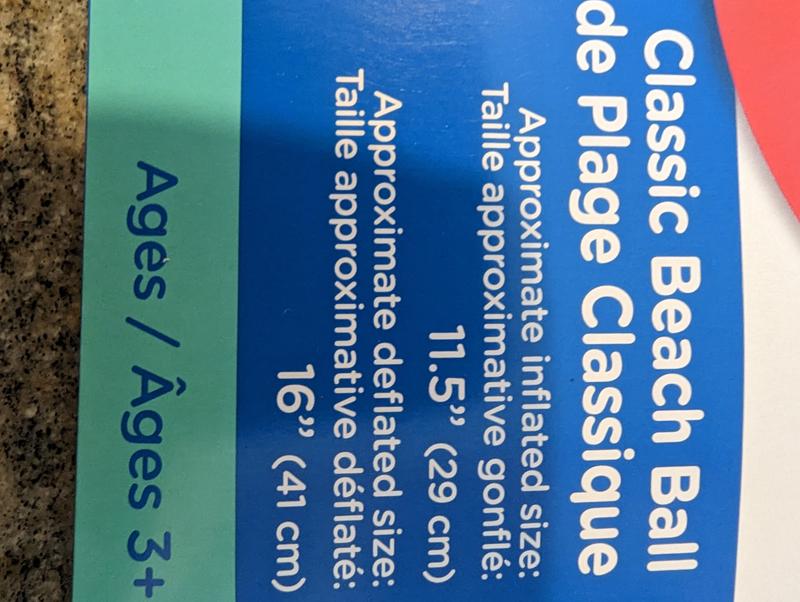 Classic Beach Ball
de Plage Classique
Approximate inflated size:
Taille approximative gonflé:
11.5” (29 cm)
Approximate deflated size:
Taille approximative déflaté:
16” (41 cm)
Ages / Âges 3+